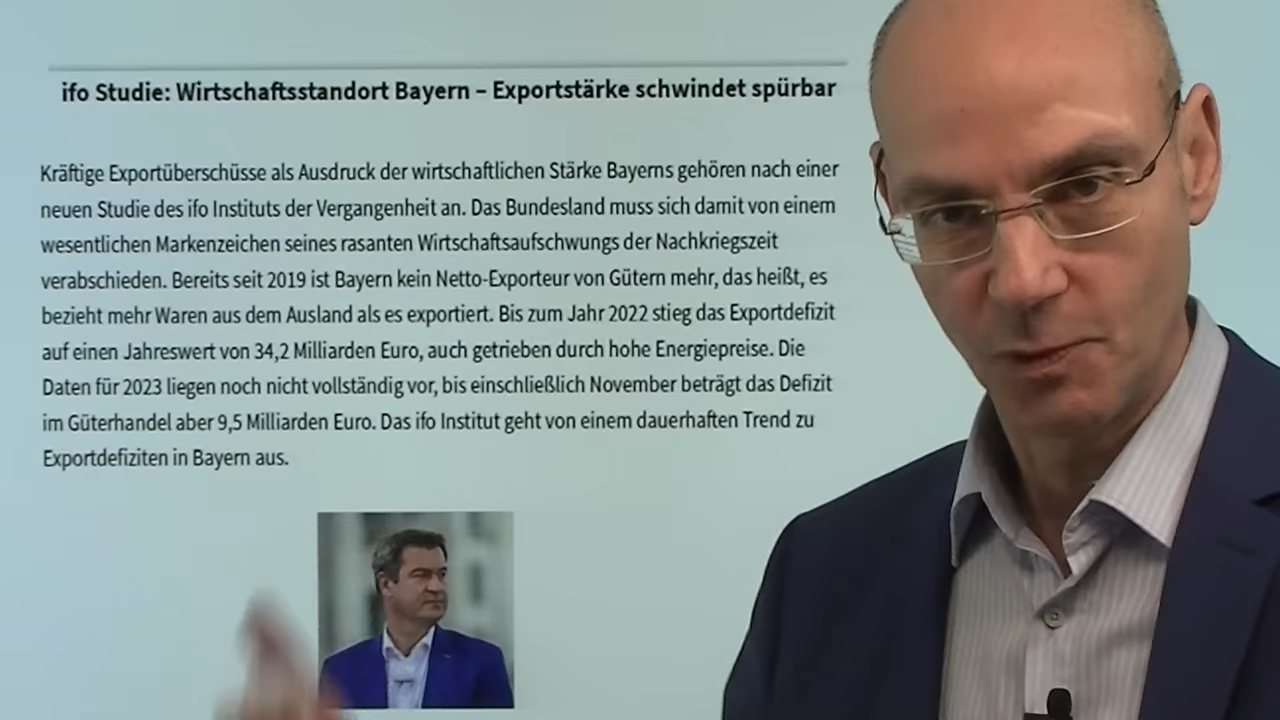 ifo Studie: Wirtschaftsstandort Bayern – Exportstärke schwindet spürbar
Kräftige Exportüberschüsse als Ausdruck der wirtschaftlichen Stärke Bayerns gehören nach einer
neuen Studie des ifo Instituts der Vergangenheit an. Das Bundesland muss sich damit von einem
wesentlichen Markenzeichen seines rasanten Wirtschaftsaufschwungs der Nachkriegszeit
verabschieden. Bereits seit 2019 ist Bayern kein Netto-Exporteur von Gütern mehr, das heißt, es
bezieht mehr Waren aus dem Ausland als es exportiert. Bis zum Jahr 2022 stieg das Exportdefizit
auf einen Jahreswert von 34,2 Milliarden Euro, auch getrieben durch hohe Energiepreise. Die
Daten für 2023 liegen noch nicht vollständig vor, bis einschließlich November beträgt das Defizit
im Güterhandel aber 9,5 Milliarden Euro. Das ifo Institut geht von einem dauerhaften Trend zu
Exportdefiziten in Bayern aus.